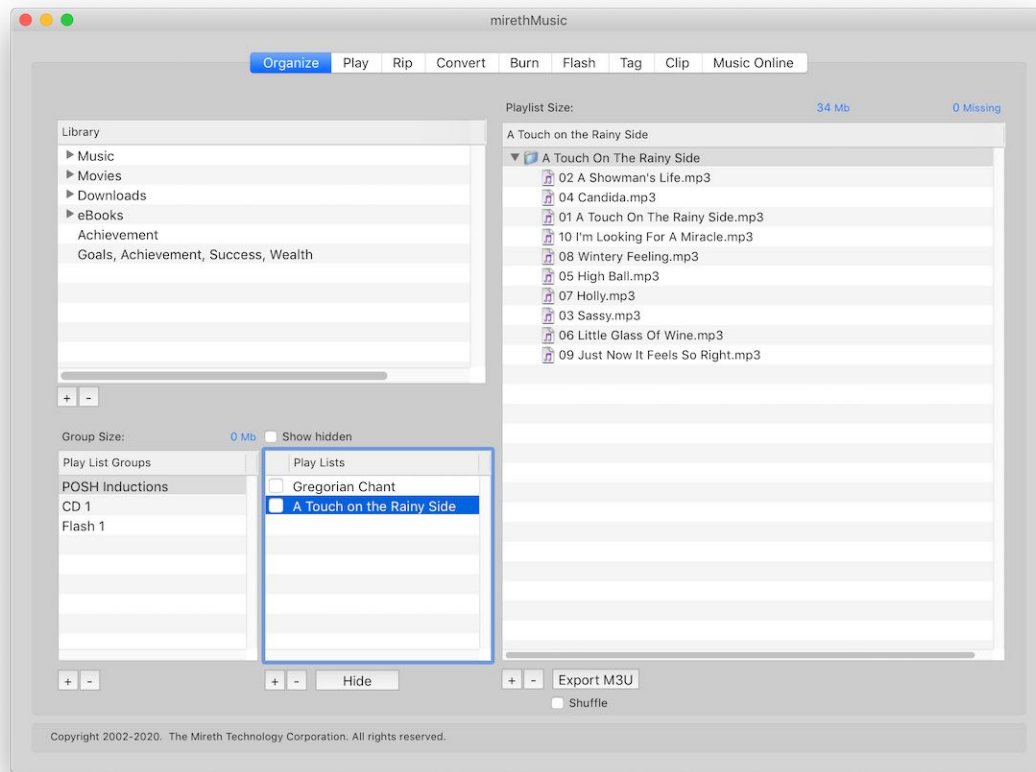 mirethMusic
Organize Play Rip Convert Burn Flash Tag Clip Music Online
Library
Music
Movies
Downloads
eBooks
Achievement
Goals, Achievement, Success, Wealth
+ -
Group Size: 0 Mb
Show hidden
Play List Groups
POSH Inductions
CD 1
Flash 1
+ -
Play Lists
Gregorian Chant
A Touch on the Rainy Side
+ - Hide
Playlist Size: 34 Mb 0 Missing
A Touch on the Rainy Side
A Touch On The Rainy Side
02 A Showman's Life.mp3
04 Candida.mp3
01 A Touch On The Rainy Side.mp3
10 I'm Looking For A Miracle.mp3
08 Wintery Feeling.mp3
05 High Ball.mp3
07 Holly.mp3
03 Sassy.mp3
06 Little Glass Of Wine.mp3
09 Just Now It Feels So Right.mp3
+ - Export M3U
Shuffle
Copyright 2002-2020. The Mireth Technology Corporation. All rights reserved.